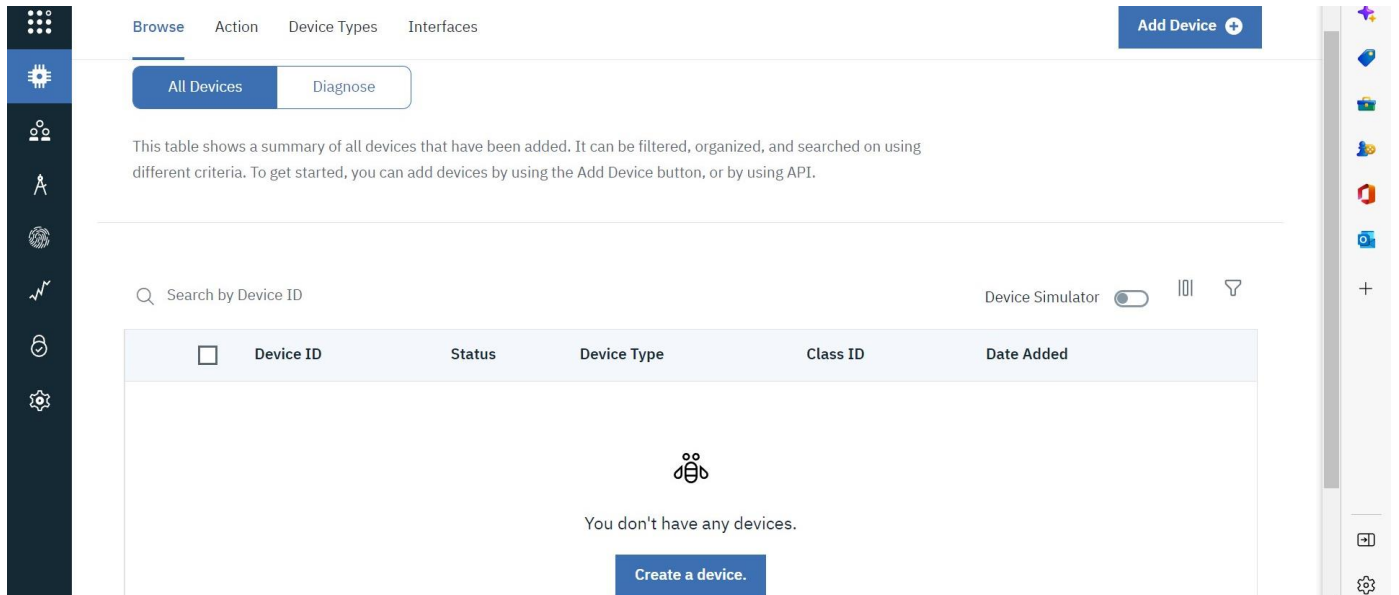 Browse Action Device Types Interfaces Add Device
All Devices Diagnose
This table shows a summary of all devices that have been added. It can be filtered, organized, and searched on using
different criteria. To get started, you can add devices by using the Add Device button, or by using API.
Search by Device ID Device Simulator
Device ID Status Device Type Class ID Date Added
You don't have any devices.
Create a device.